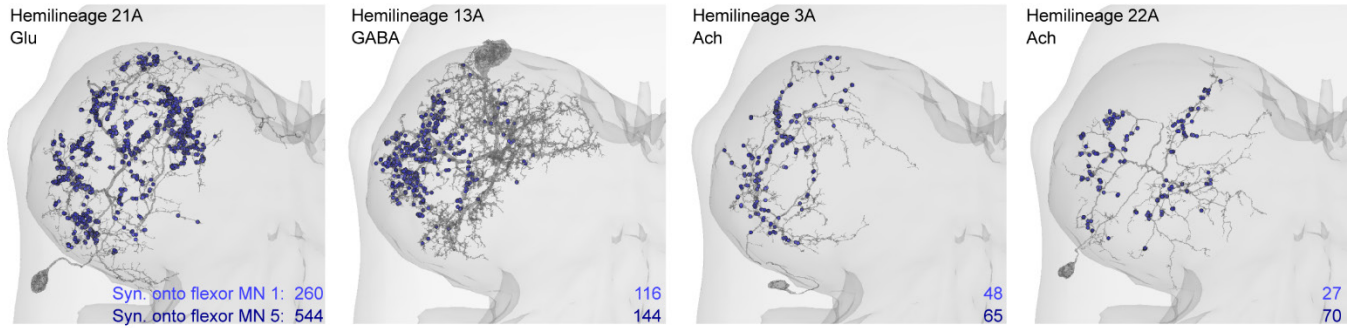 Hemilineage 21A
Glu
Syn. onto flexor MN 1: 260
Syn. onto flexor MN 5: 544
Hemilineage 13A
GABA
116
144
Hemilineage 3A
Ach
48
65
Hemilineage 22A
Ach
27
70